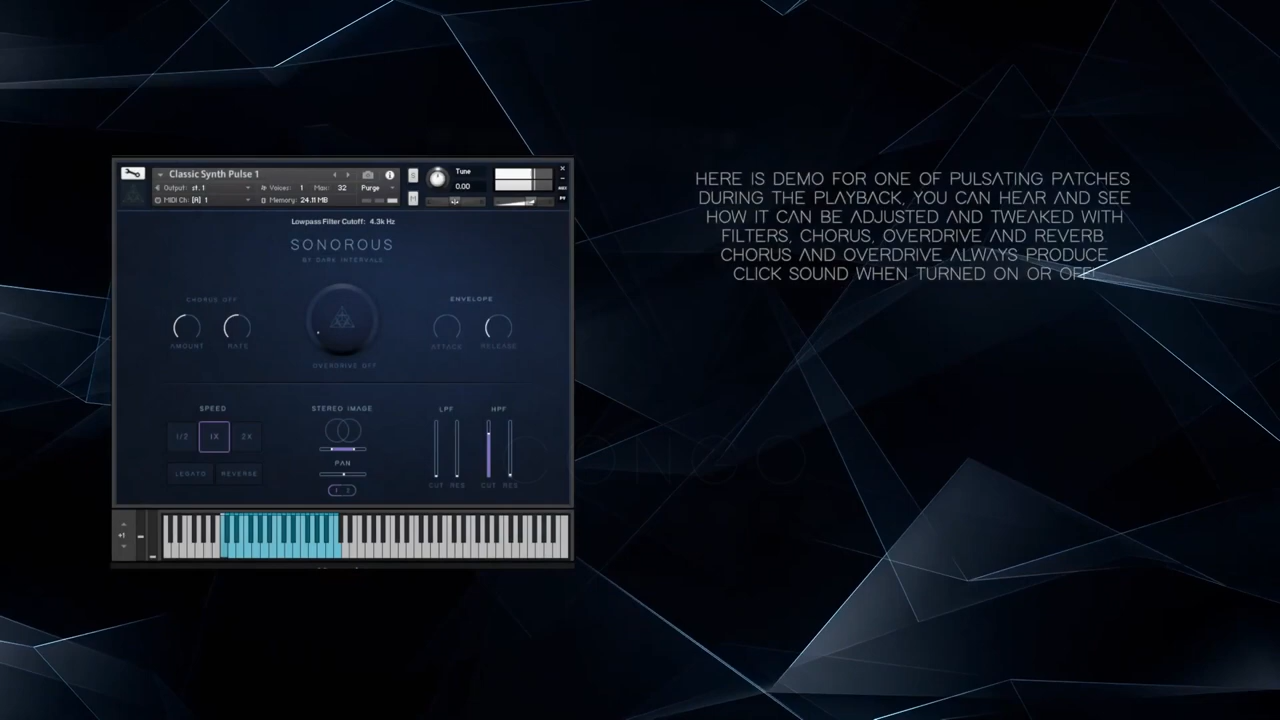 Classic Synth Pulse 1
Output: st.1
Voices: 1 Max: 32
Purge
MIDI Ch: [A] 1
Memory: 24.11 MB
S
M
Tune
0.00
Lowpass Filter Cutoff: 4.3k Hz
SONOROUS
BY DARK INTERVALS
CHORUS OFF
AMOUNT RATE
OVERDRIVE OFF
ENVELOPE
ATTACK RELEASE
SPEED
1/2 1X 2X
LEGATO REVERSE
STEREO IMAGE
PAN
1 2
LPF HPF
CUT RES CUT RES
+1
HERE IS DEMO FOR ONE OF PULSATING PATCHES
DURING THE PLAYBACK, YOU CAN HEAR AND SEE
HOW IT CAN BE ADJUSTED AND TWEAKED WITH
FILTERS, CHORUS, OVERDRIVE AND REVERB
CHORUS AND OVERDRIVE ALWAYS PRODUCE
CLICK SOUND WHEN TURNED ON OR OFF!